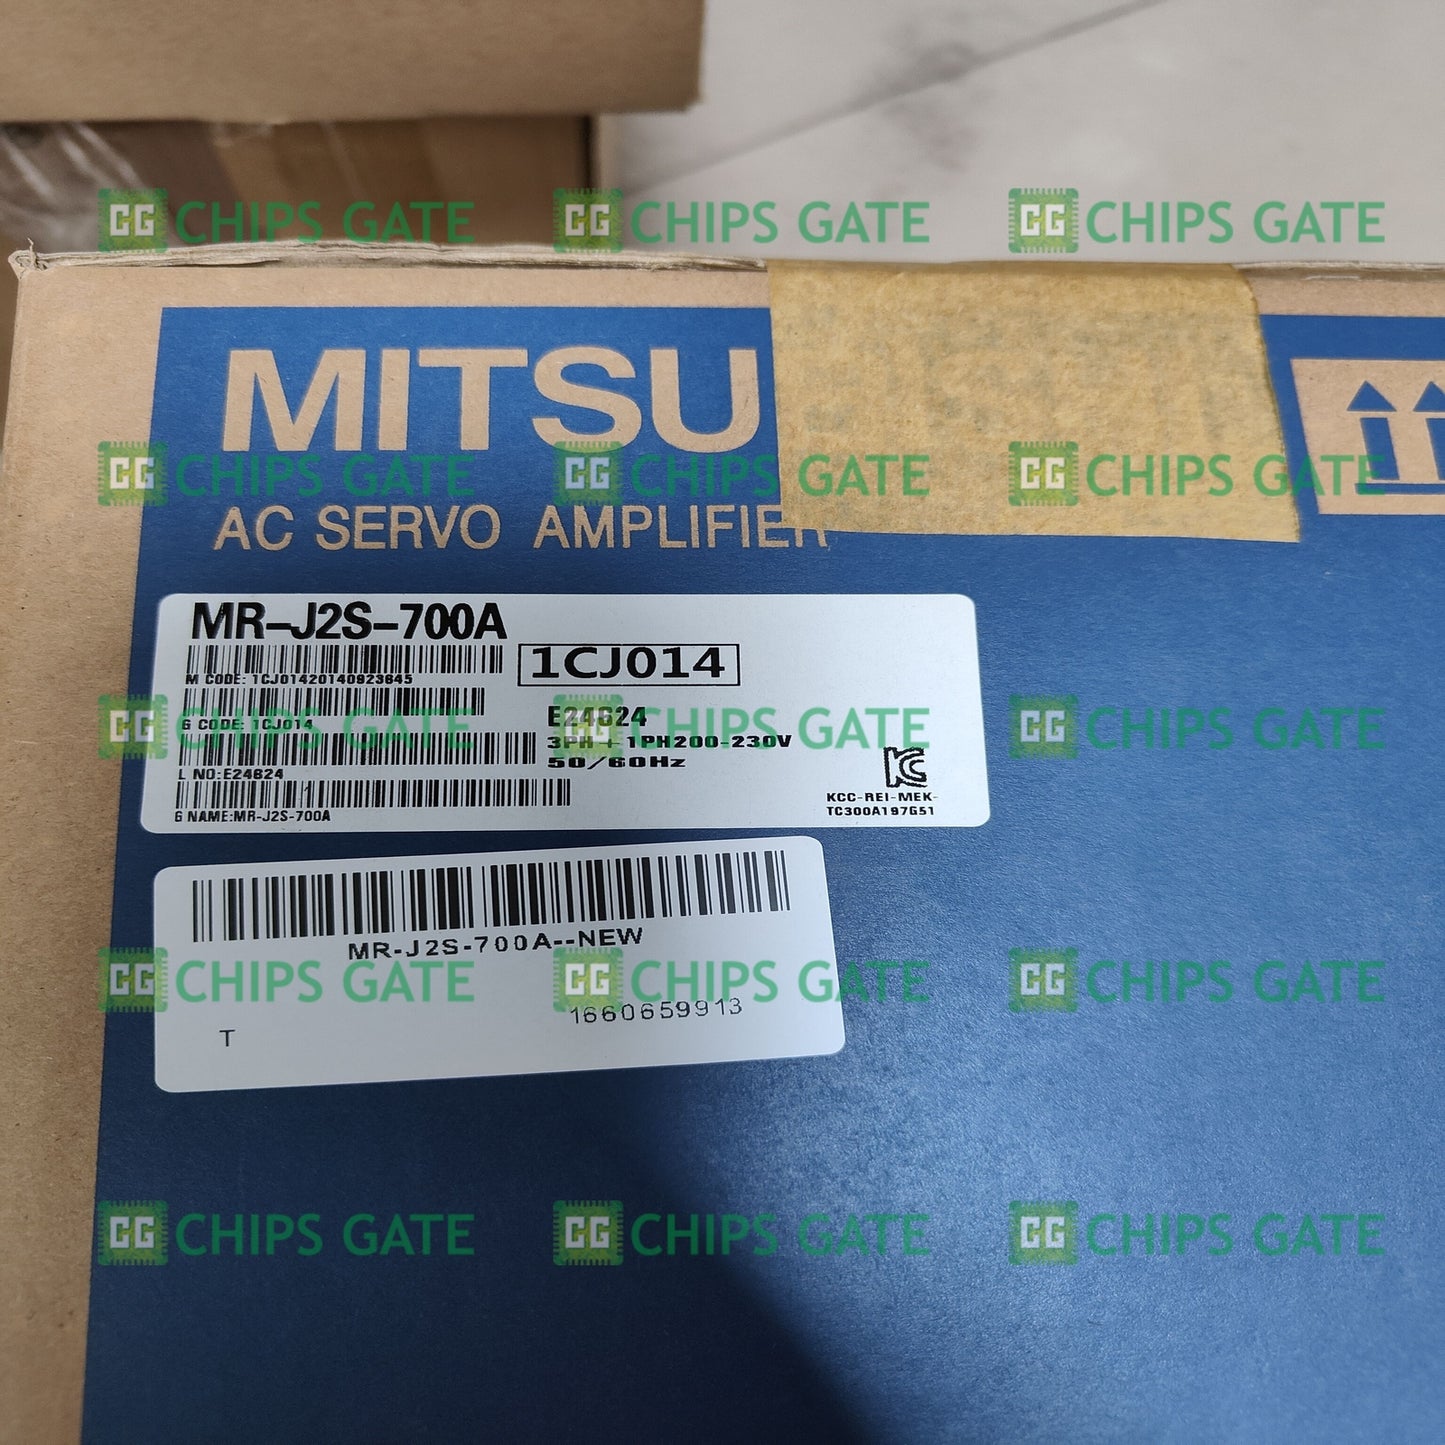 CG CHIPS GATE CG CHIPS GATE CG CHIPS GATE
MITSU
CG CHIPS GATE CG CHIPS GATE CG CHIPS GATE
AC SERVO AMPLIFIER
MR-J2S-700A
1CJ014
M CODE: 1CJ01420140923645
G CODE: 1CJ014
E24624
CG CHIPS GATE CG CHIPS GATE CG CHIPS GATE
3PH+1PH200-230V
50/60Hz
L NO:E24624
G NAME:MR-J2S-700A
KCC-REI-MEK-
TC300A197G51
MR-J2S-700A--NEW
CG CHIPS GATE CG CHIPS GATE CG CHIPS GATE
1660659913
T
CG CHIPS GATE CG CHIPS GATE CG CHIPS GATE